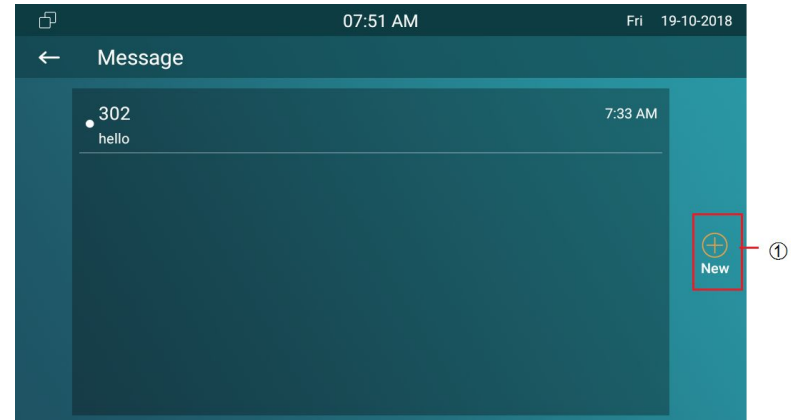 07:51 AM Fri 19-10-2018
← Message
302 7:33 AM
hello
New ①